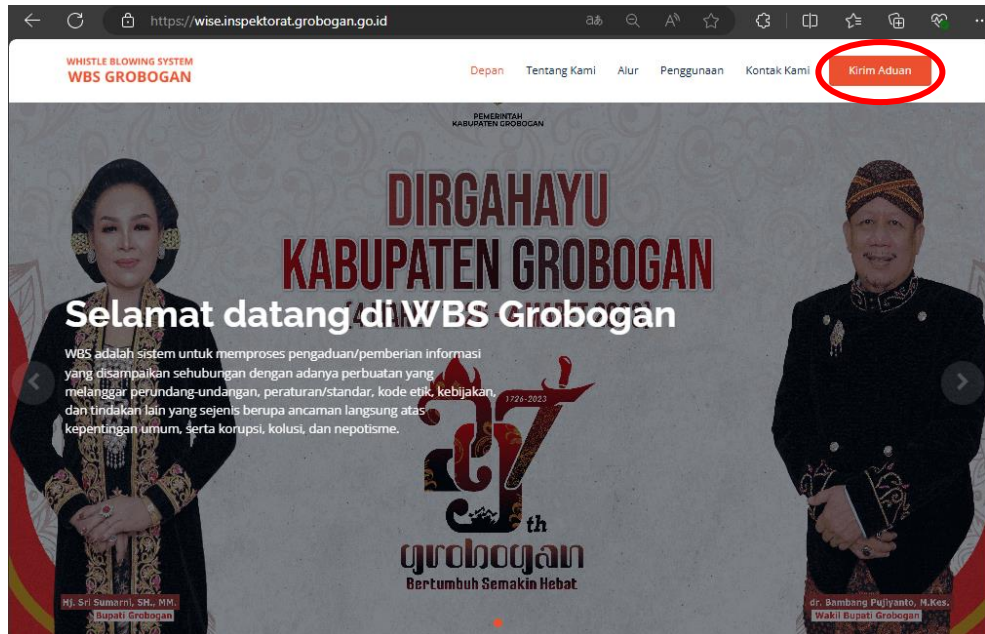 https://wise.inspektorat.grobogan.go.id
WHISTLE BLOWING SYSTEM
WBS GROBOGAN
Depan Tentang Kami Alur Penggunaan Kontak Kami Kirim Aduan
PEMERINTAH
KABUPATEN GROBOGAN
DIRGAHAYU
KABUPATEN GROBOGAN
Selamat datang di WBS Grobogan
WBS adalah sistem untuk memproses pengaduan/pemberian informasi
yang disampaikan sehubungan dengan adanya perbuatan yang
melanggar perundang-undangan, peraturan/standar, kode etik, kebijakan,
dan tindakan lain yang sejenis berupa ancaman langsung atas
kepentingan umum, serta korupsi, kolusi, dan nepotisme.
1726-2023
297th
grobogan
Bertumbuh Semakin Hebat
Hj. Sri Sumarni, SH., MM.
Bupati Grobogan
dr. Bambang Pujiyanto, M.Kes.
Wakil Bupati Grobogan